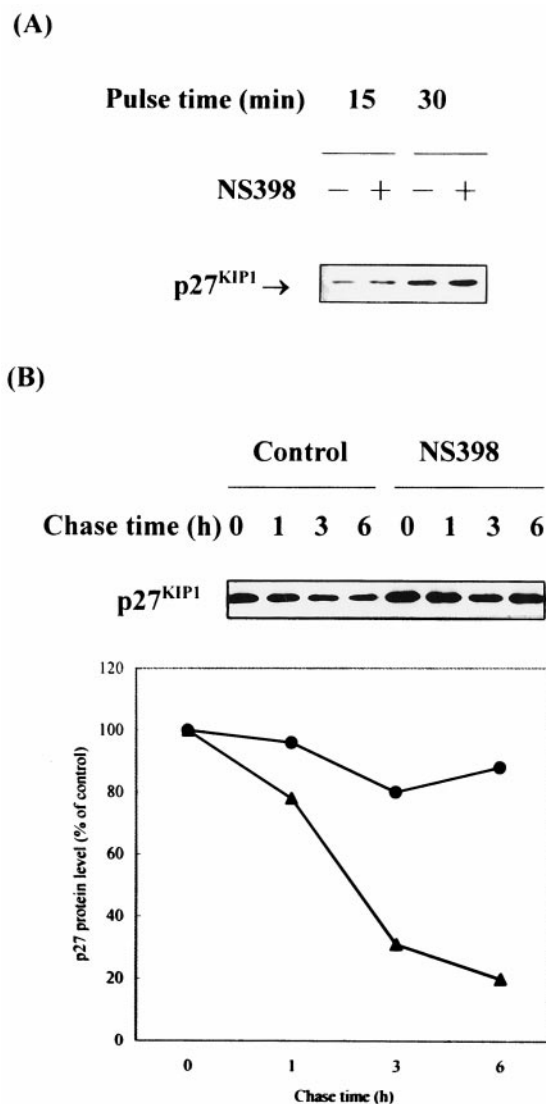 (A)
Pulse time (min) 15 30
NS398 − + − +
p27KIP1 →
(B)
Control NS398
Chase time (h) 0 1 3 6 0 1 3 6
p27KIP1
120
100
80
60
40
20
0
p27 protein level (% of control)
0 1 3 6
Chase time (h)